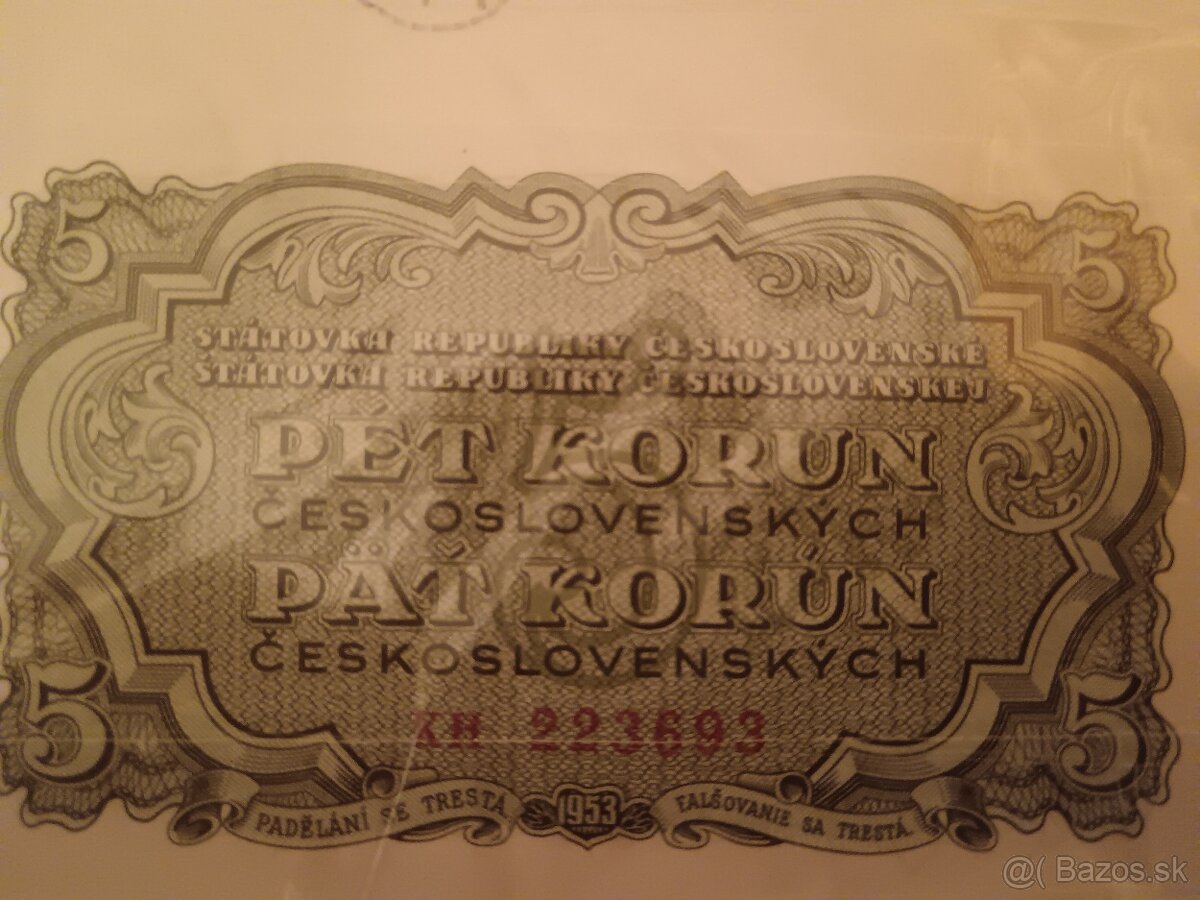 5 5
STÁTOVKA REPUBLIKY ČESKOSLOVENSKÉ
ŠTÁTOVKA REPUBLIKY ČESKOSLOVENSKEJ
PĚT KORUN
ČESKOSLOVENSKÝCH
PÄŤ KORÚN
ČESKOSLOVENSKÝCH
5 5
KH 223693
PADĚLÁNÍ SE TRESTÁ 1953 FALŠOVANIE SA TRESTÁ.
@( Bazos.sk